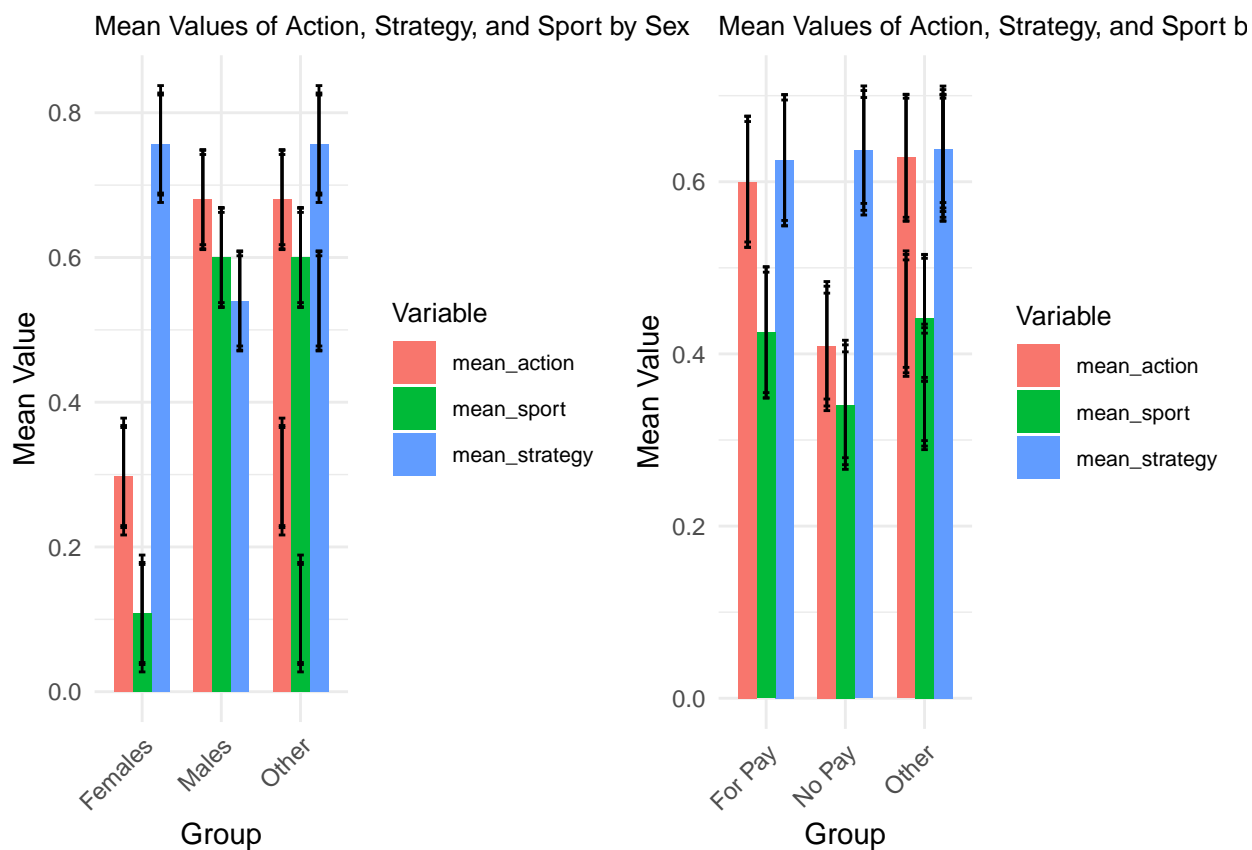 Mean Values of Action, Strategy, and Sport by Sex
Mean Value
0.8
0.6
0.4
0.2
0.0
Females
Males
Other
Group
Variable
mean_action
mean_sport
mean_strategy
Mean Values of Action, Strategy, and Sport b
Mean Value
0.6
0.4
0.2
0.0
For Pay
No Pay
Other
Group
Variable
mean_action
mean_sport
mean_strategy